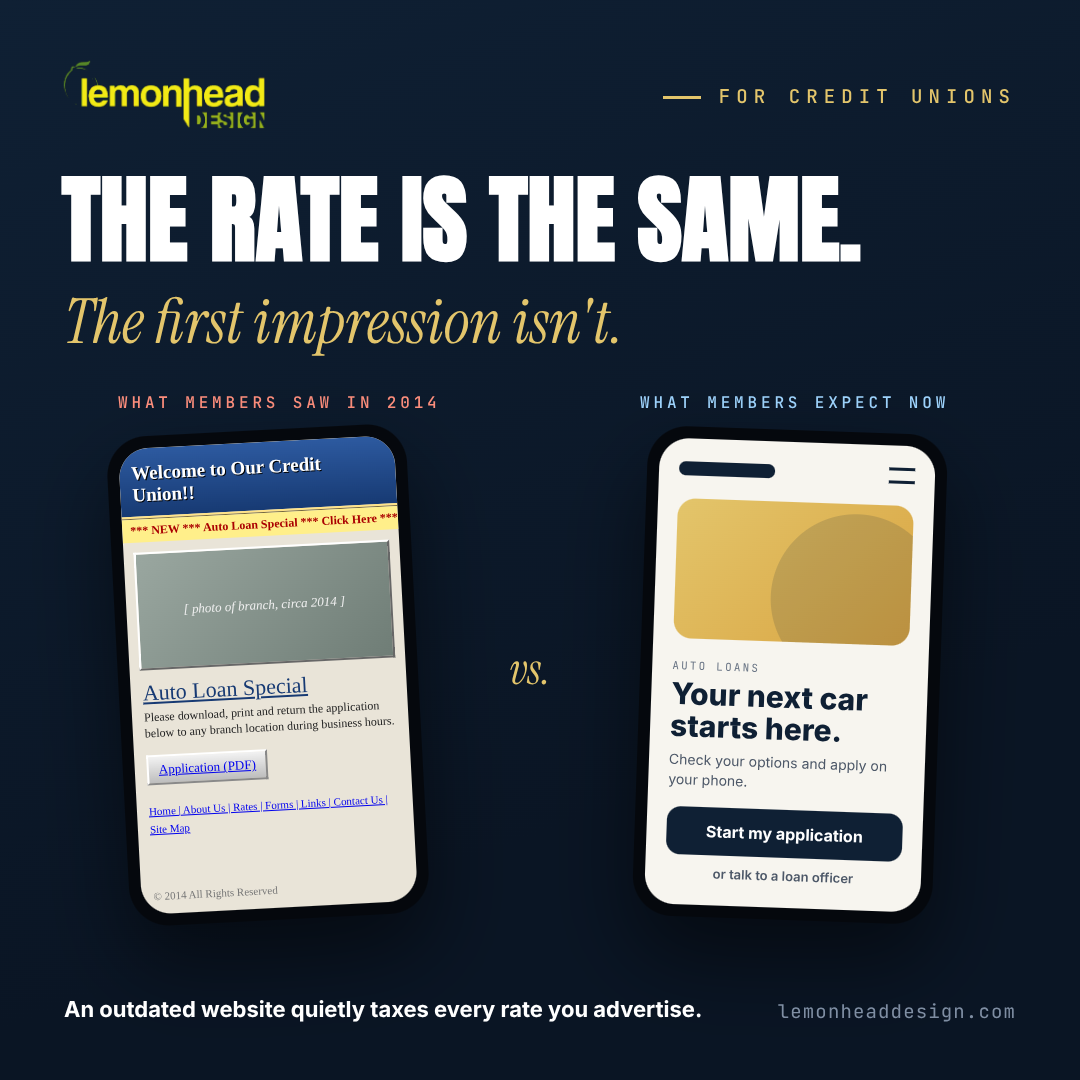 lemonhead
DESIGN
FOR CREDIT UNIONS
THE RATE IS THE SAME.
The first impression isn't.
WHAT MEMBERS SAW IN 2014
Welcome to Our Credit
Union!!
*** NEW *** Auto Loan Special *** Click Here ***
[ photo of branch, circa 2014 ]
Auto Loan Special
Please download, print and return the application
below to any branch location during business hours.
Application (PDF)
Home | About Us | Rates | Forms | Links | Contact Us |
Site Map
© 2014 All Rights Reserved
vs.
WHAT MEMBERS EXPECT NOW
AUTO LOANS
Your next car
starts here.
Check your options and apply on
your phone.
Start my application
or talk to a loan officer
An outdated website quietly taxes every rate you advertise.
lemonheaddesign.com